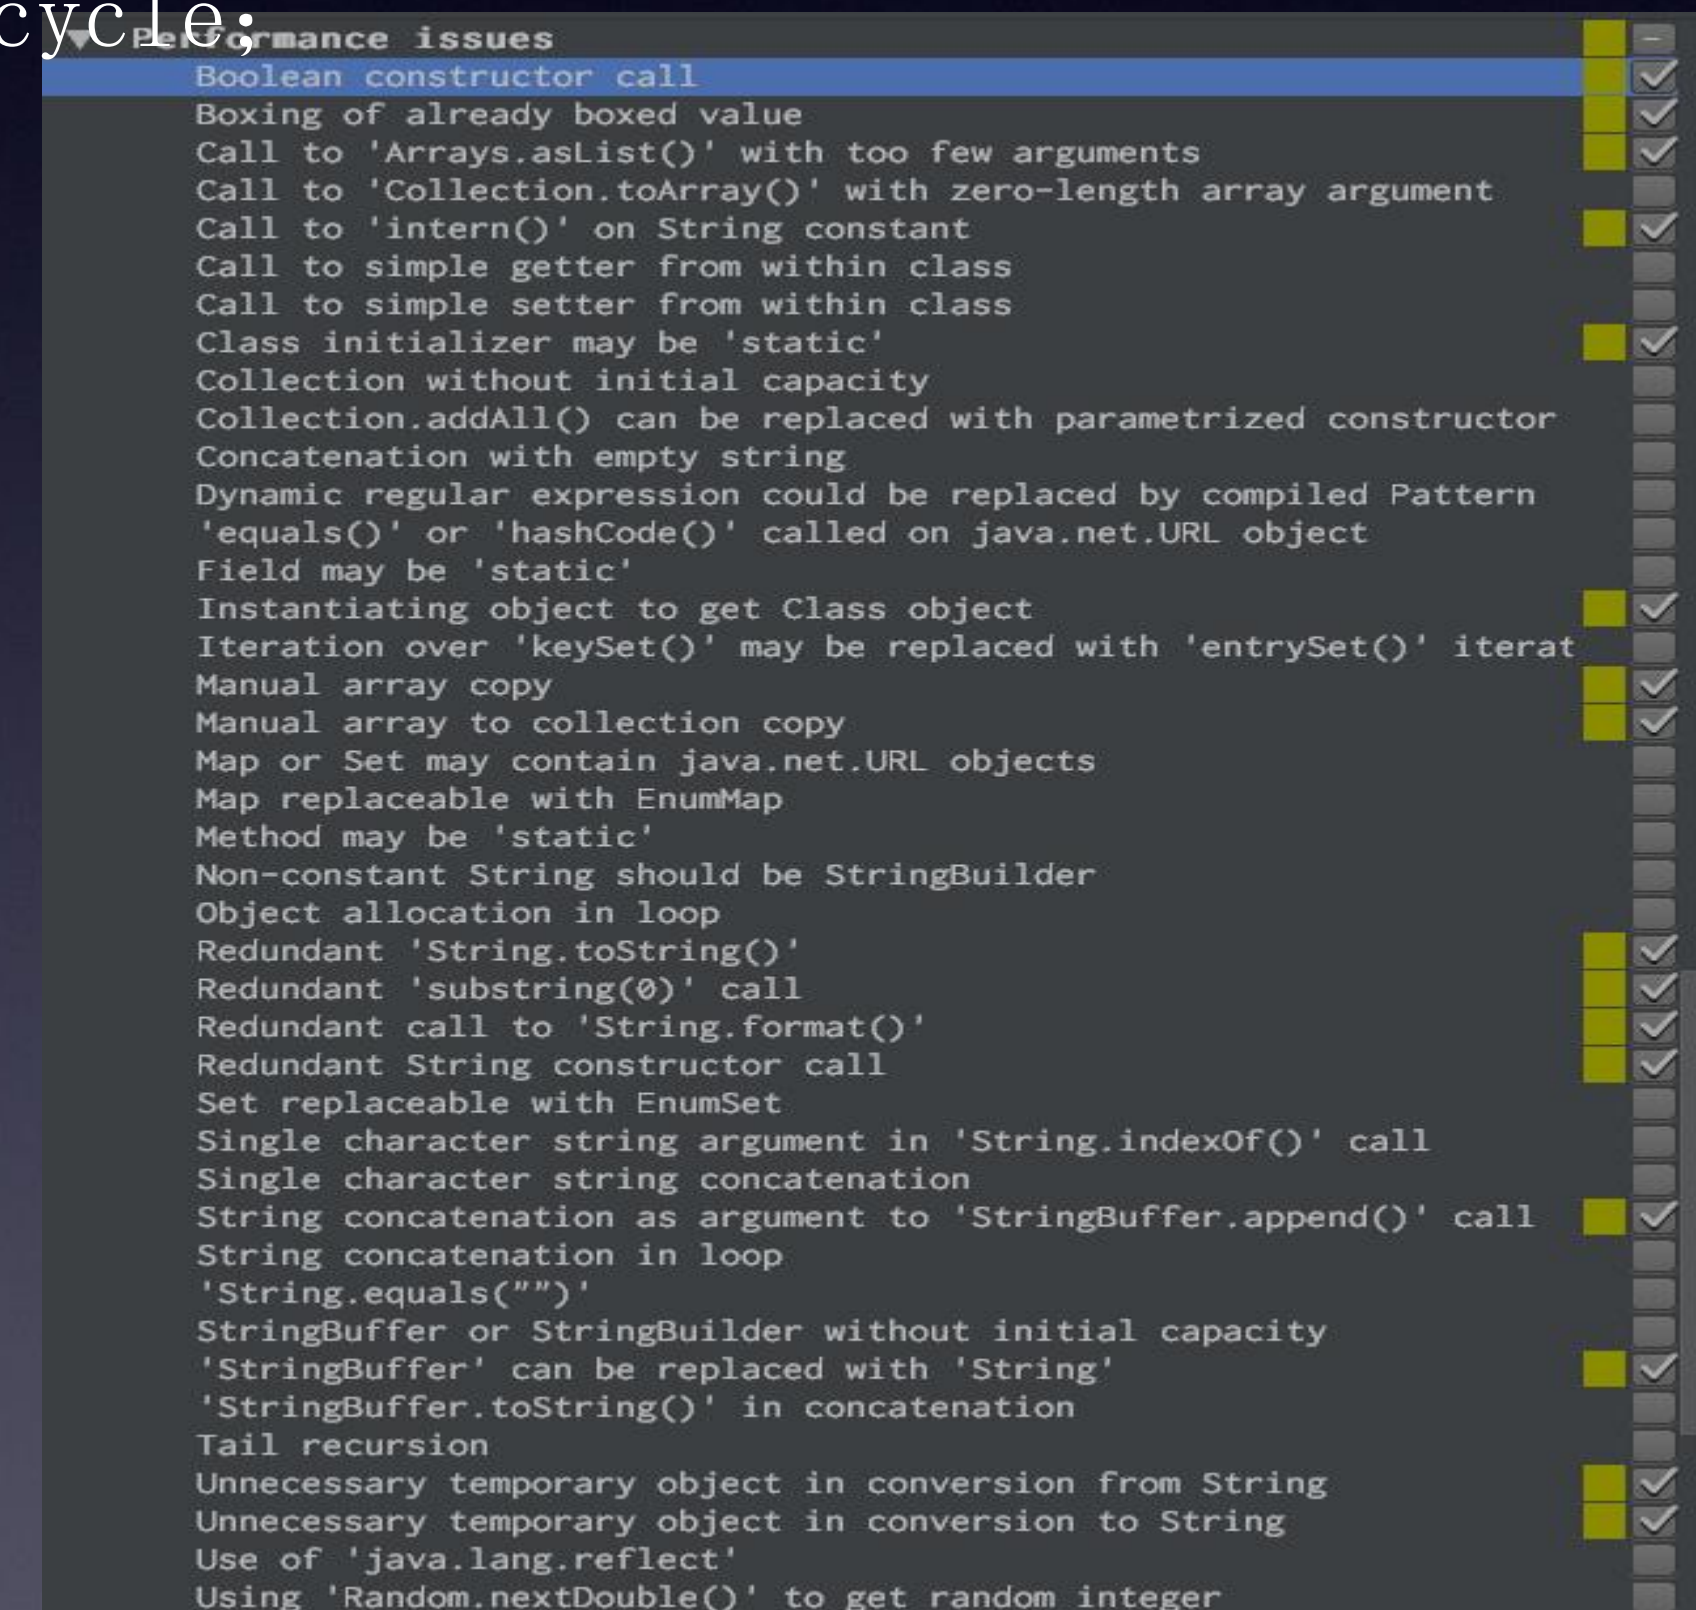 cycle;
Performance issues
Boolean constructor call
Boxing of already boxed value
Call to 'Arrays.asList()' with too few arguments
Call to 'Collection.toArray()' with zero-length array argument
Call to 'intern()' on String constant
Call to simple getter from within class
Call to simple setter from within class
Class initializer may be 'static'
Collection without initial capacity
Collection.addAll() can be replaced with parametrized constructor
Concatenation with empty string
Dynamic regular expression could be replaced by compiled Pattern
'equals()' or 'hashCode()' called on java.net.URL object
Field may be 'static'
Instantiating object to get Class object
Iteration over 'keySet()' may be replaced with 'entrySet()' iterat
Manual array copy
Manual array to collection copy
Map or Set may contain java.net.URL objects
Map replaceable with EnumMap
Method may be 'static'
Non-constant String should be StringBuilder
Object allocation in loop
Redundant 'String.toString()'
Redundant 'substring(0)' call
Redundant call to 'String.format()'
Redundant String constructor call
Set replaceable with EnumSet
Single character string argument in 'String.indexOf()' call
Single character string concatenation
String concatenation as argument to 'StringBuffer.append()' call
String concatenation in loop
'String.equals("")'
StringBuffer or StringBuilder without initial capacity
'StringBuffer' can be replaced with 'String'
'StringBuffer.toString()' in concatenation
Tail recursion
Unnecessary temporary object in conversion from String
Unnecessary temporary object in conversion to String
Use of 'java.lang.reflect'
Using 'Random.nextDouble()' to get random integer